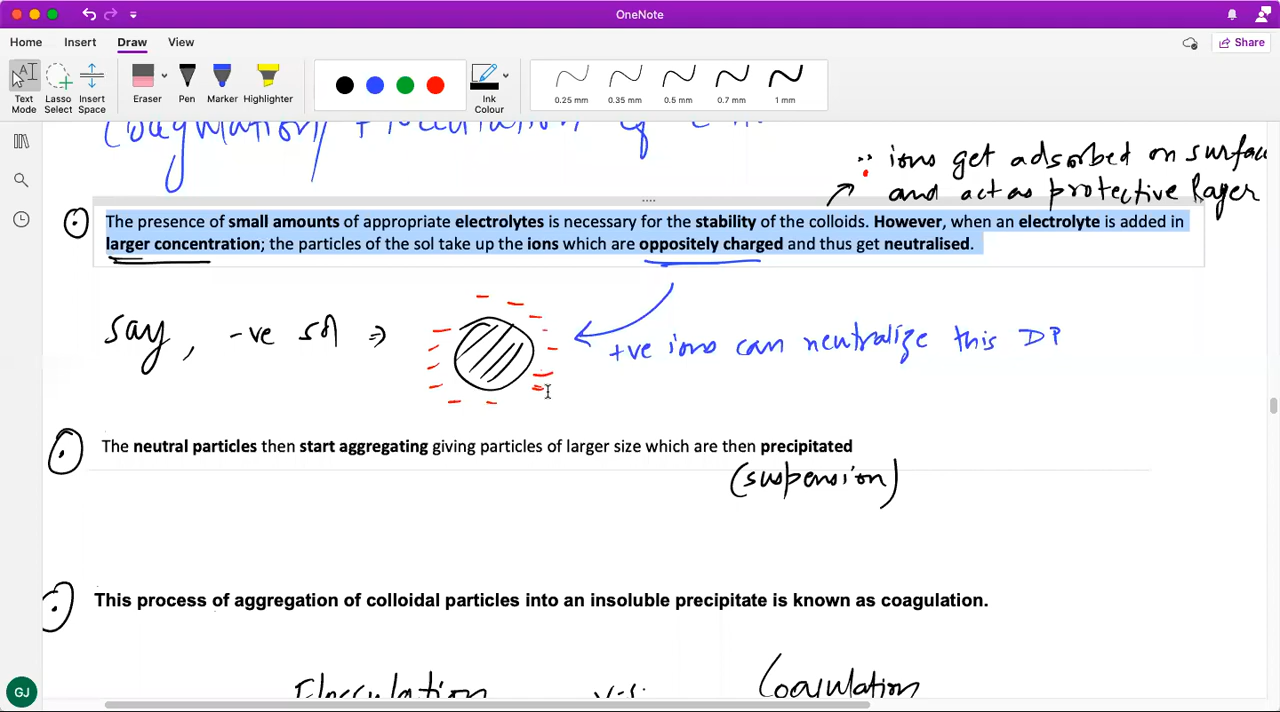 OneNote
Home Insert Draw View
Share
Text Mode
Lasso Select
Insert Space
Eraser
Pen
Marker
Highlighter
Ink Colour
0.25 mm 0.35 mm 0.5 mm 0.7 mm 1 mm
Coagulation / Flocculation of
∵ ions get adsorbed on surfac
and act as protective layer
The presence of small amounts of appropriate electrolytes is necessary for the stability of the colloids. However, when an electrolyte is added in
larger concentration; the particles of the sol take up the ions which are oppositely charged and thus get neutralised.
say, -ve sol ⇒
+ve ions can neutralize this DP
The neutral particles then start aggregating giving particles of larger size which are then precipitated
(suspension)
This process of aggregation of colloidal particles into an insoluble precipitate is known as coagulation.
Flocculation v.s. Coagulation
GJ